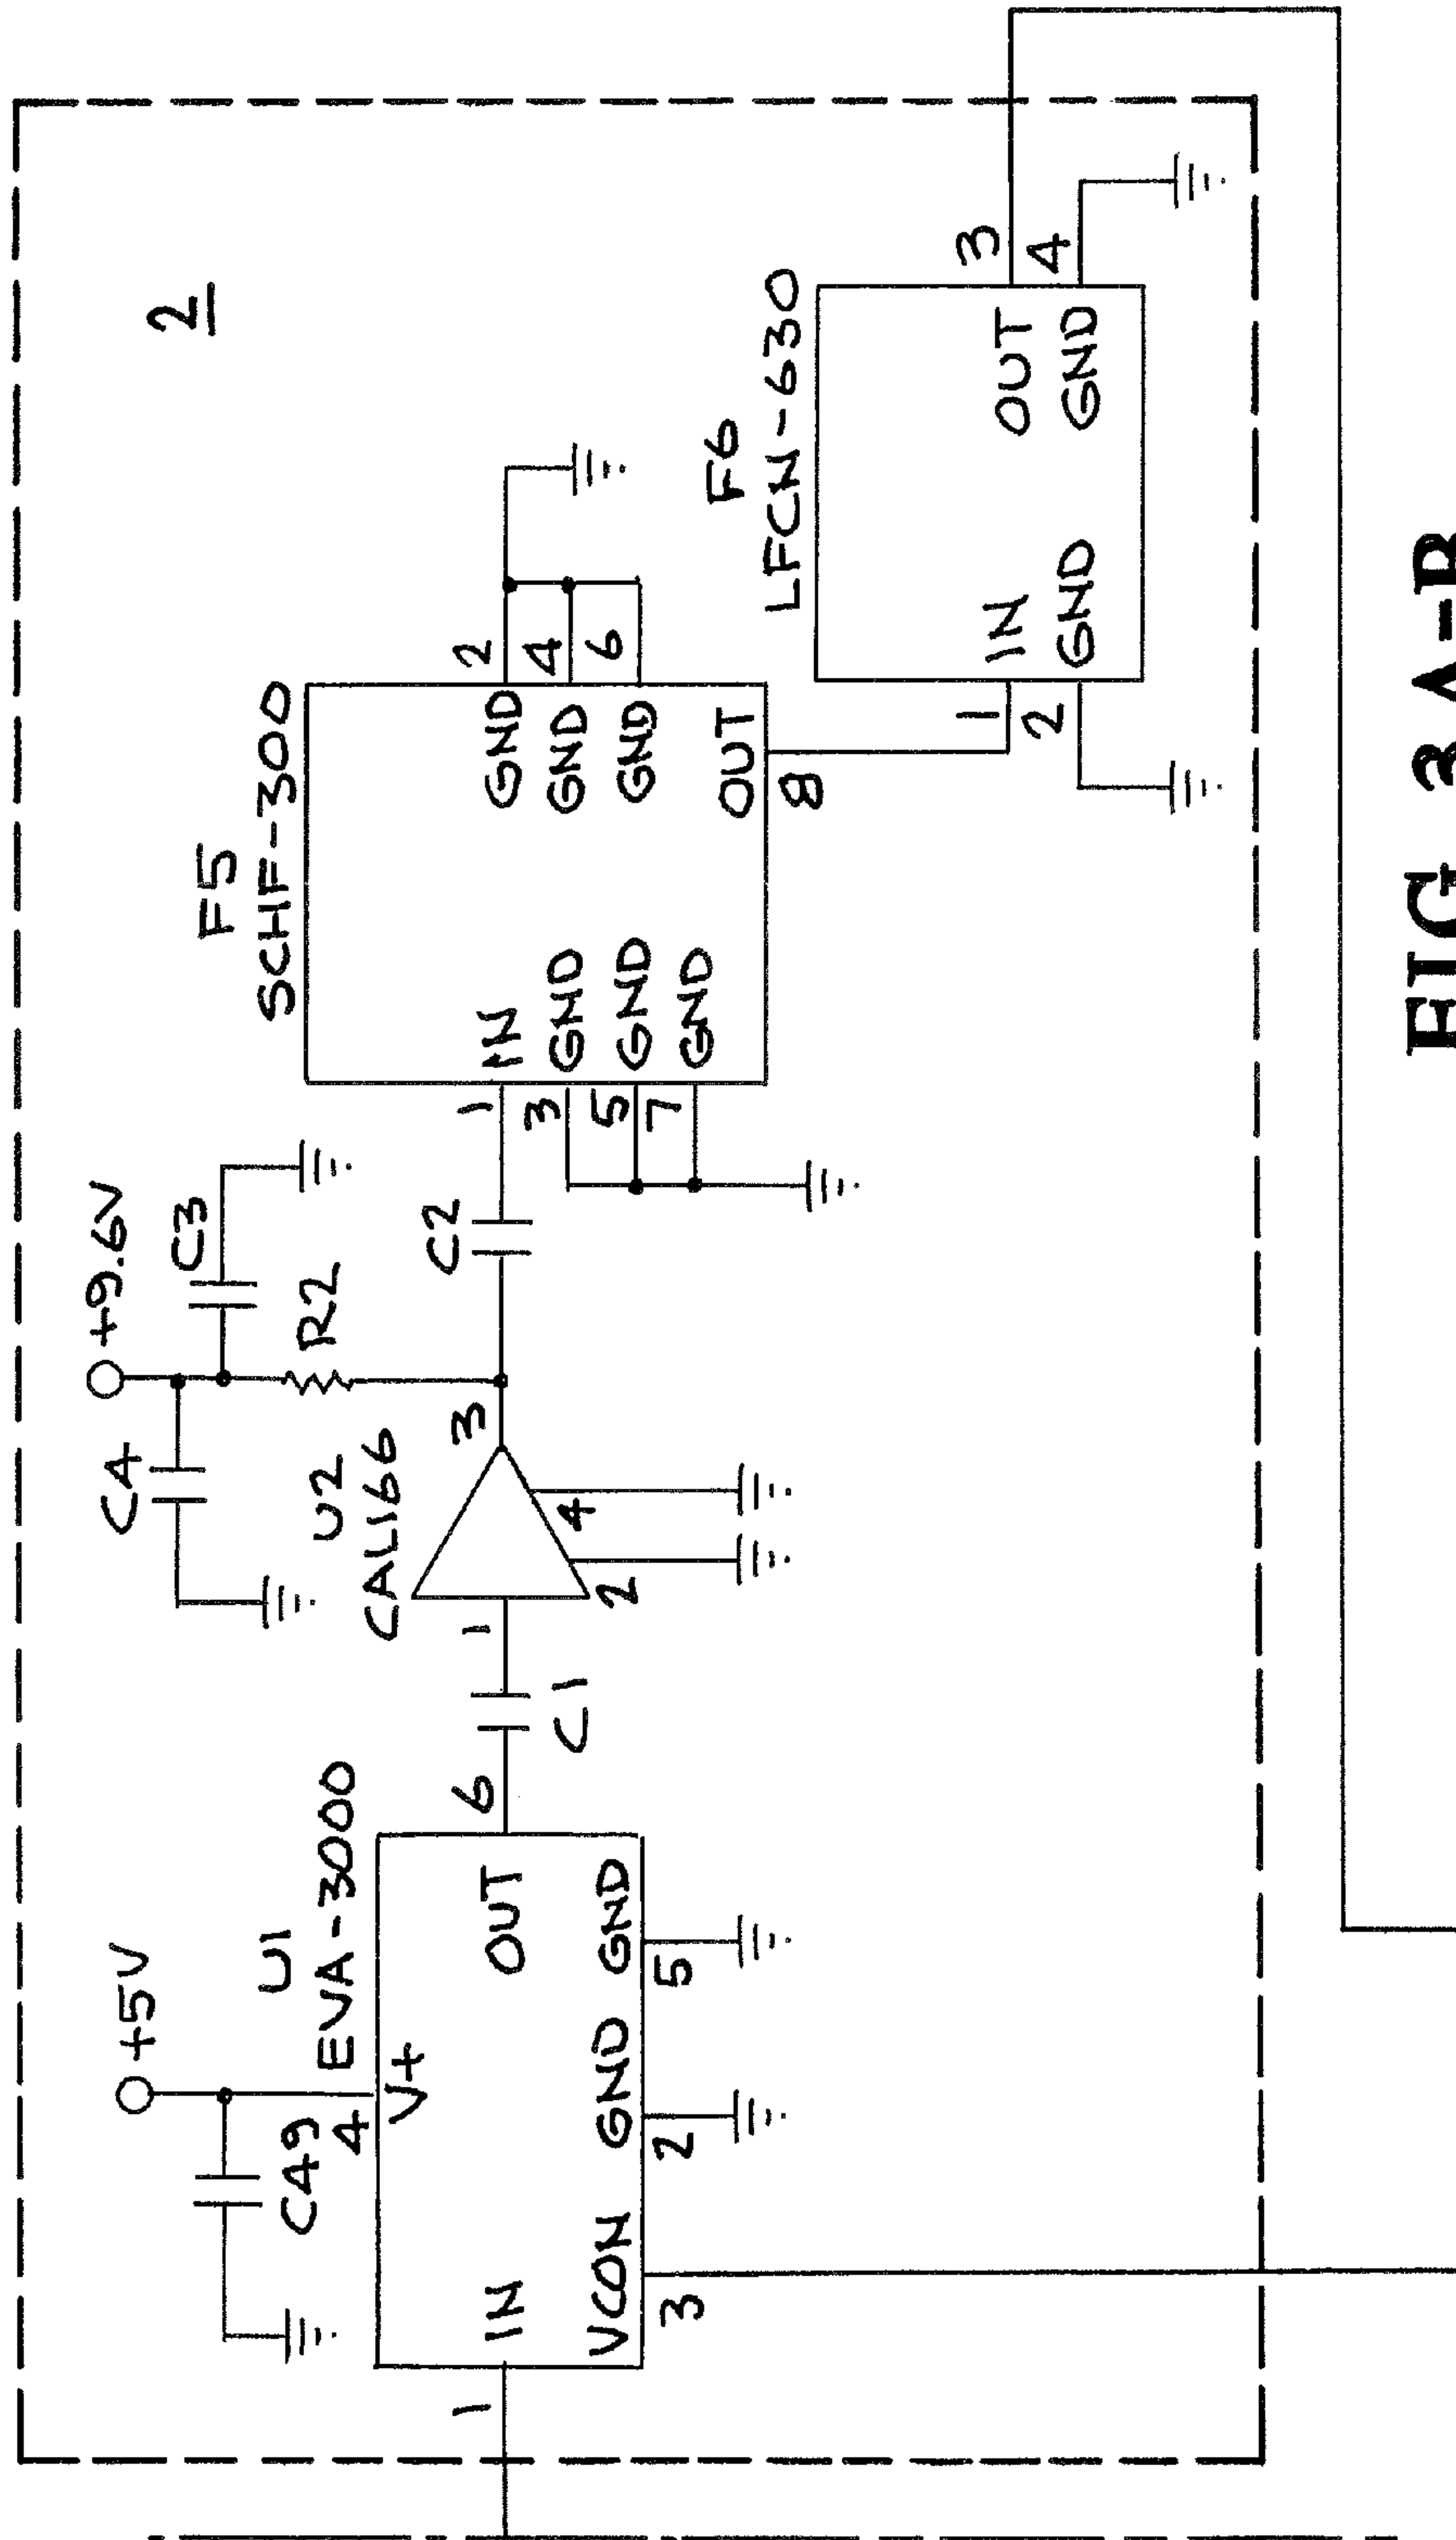 2
+5V
C49
U1
EVA-3000
4
V+
1
IN
OUT
6
VCON
GND
GND
3
2
5
C1
+9.6V
C4
C3
R2
U2
CAL166
1
3
2
4
C2
F5
SCHF-300
1
IN
GND
2
3
GND
GND
4
5
GND
GND
6
7
GND
OUT
8
F6
LFCN-630
1
IN
OUT
3
2
GND
GND
4
FIG 3A-B